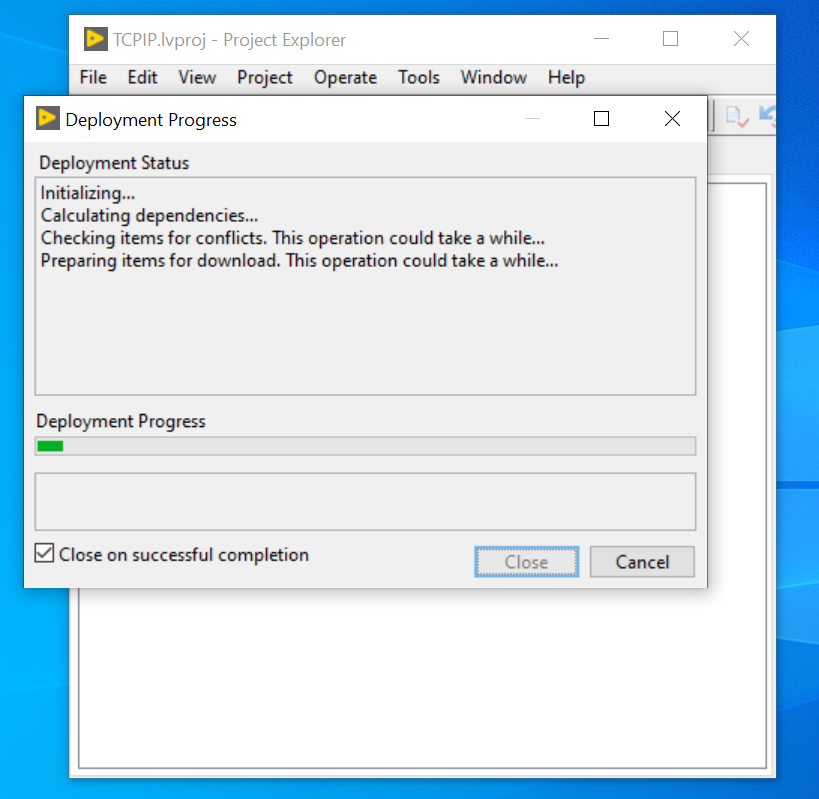 TCPIP.lvproj - Project Explorer
File Edit View Project Operate Tools Window Help
Deployment Progress
Deployment Status
Initializing...
Calculating dependencies...
Checking items for conflicts. This operation could take a while...
Preparing items for download. This operation could take a while...
Deployment Progress
Close on successful completion
Close Cancel